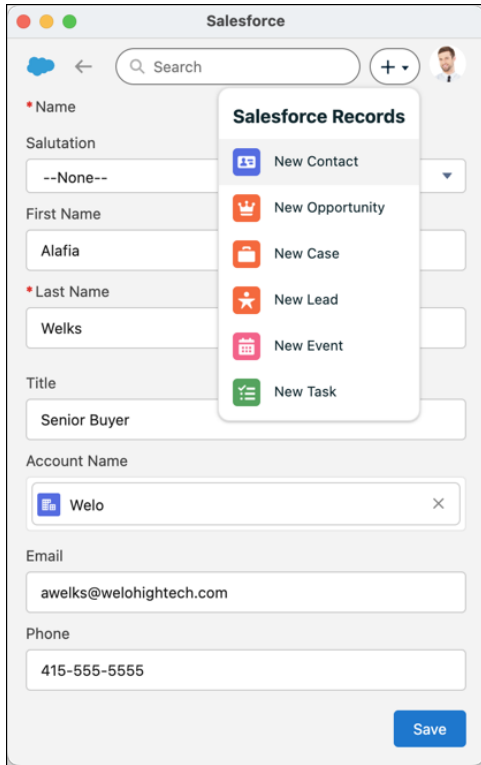 Salesforce
Search
+
*Name
Salesforce Records
New Contact
New Opportunity
New Case
New Lead
New Event
New Task
Salutation
--None--
First Name
Alafia
*Last Name
Welks
Title
Senior Buyer
Account Name
Welo
Email
awelks@welohightech.com
Phone
415-555-5555
Save